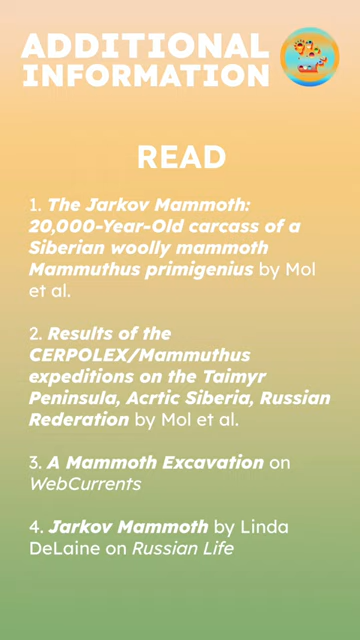 ADDITIONAL
INFORMATION
READ
1. The Jarkov Mammoth:
20,000-Year-Old carcass of a
Siberian woolly mammoth
Mammuthus primigenius by Mol
et al.
2. Results of the
CERPOLEX/Mammuthus
expeditions on the Taimyr
Peninsula, Acrtic Siberia, Russian
Rederation by Mol et al.
3. A Mammoth Excavation on
WebCurrents
4. Jarkov Mammoth by Linda
DeLaine on Russian Life